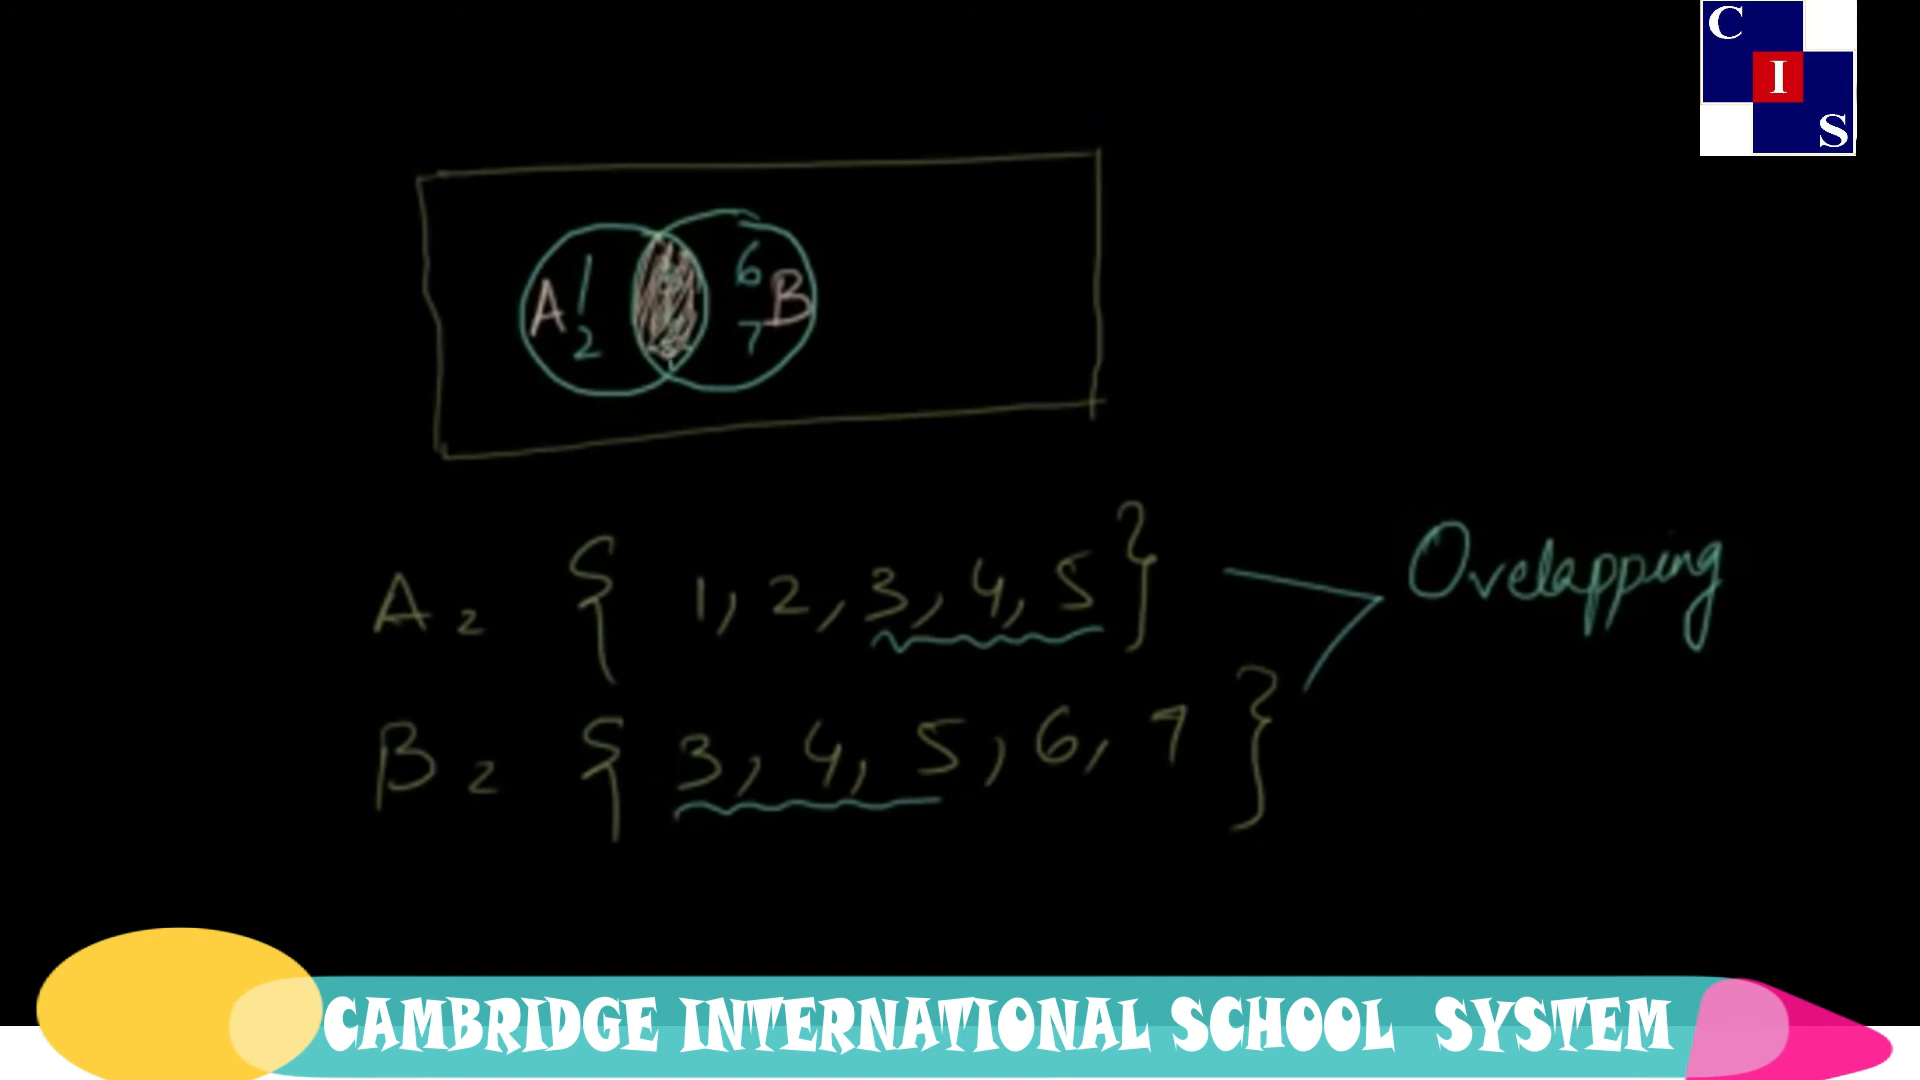 C
I
S
A 1 6 B
2 7
A = { 1, 2, 3, 4, 5 }
Ovelapping
B = { 3, 4, 5, 6, 7 }
CAMBRIDGE INTERNATIONAL SCHOOL SYSTEM